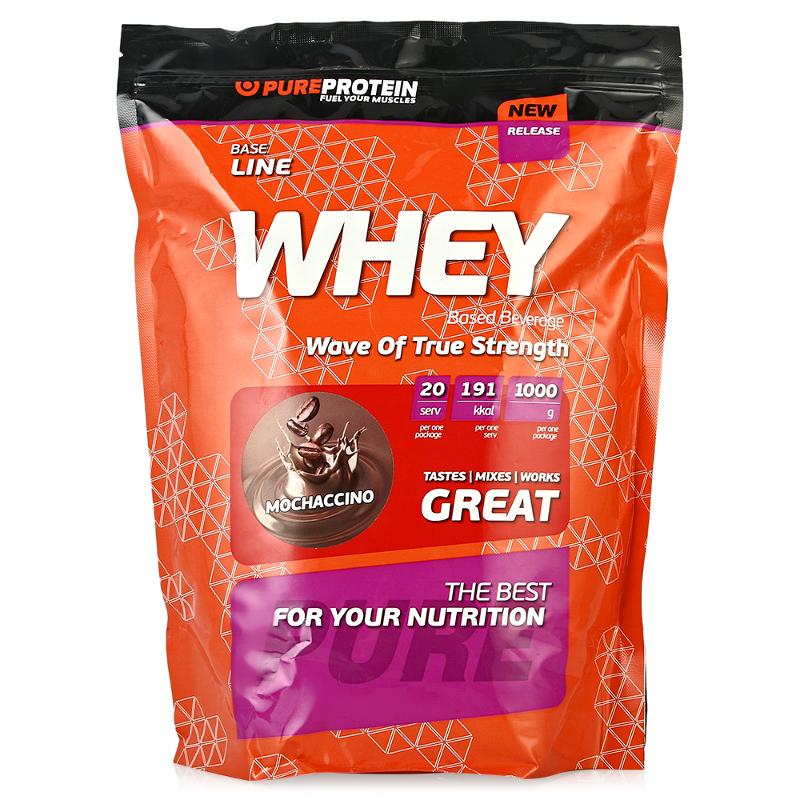 PUREPROTEIN
FUEL YOUR MUSCLES
NEW
RELEASE
BASE
LINE
WHEY
Based Beverage
Wave Of True Strength
20 191 1000
serv kkal g
per one package per one serv per one package
TASTES | MIXES | WORKS
GREAT
MOCHACCINO
THE BEST
FOR YOUR NUTRITION
PURE